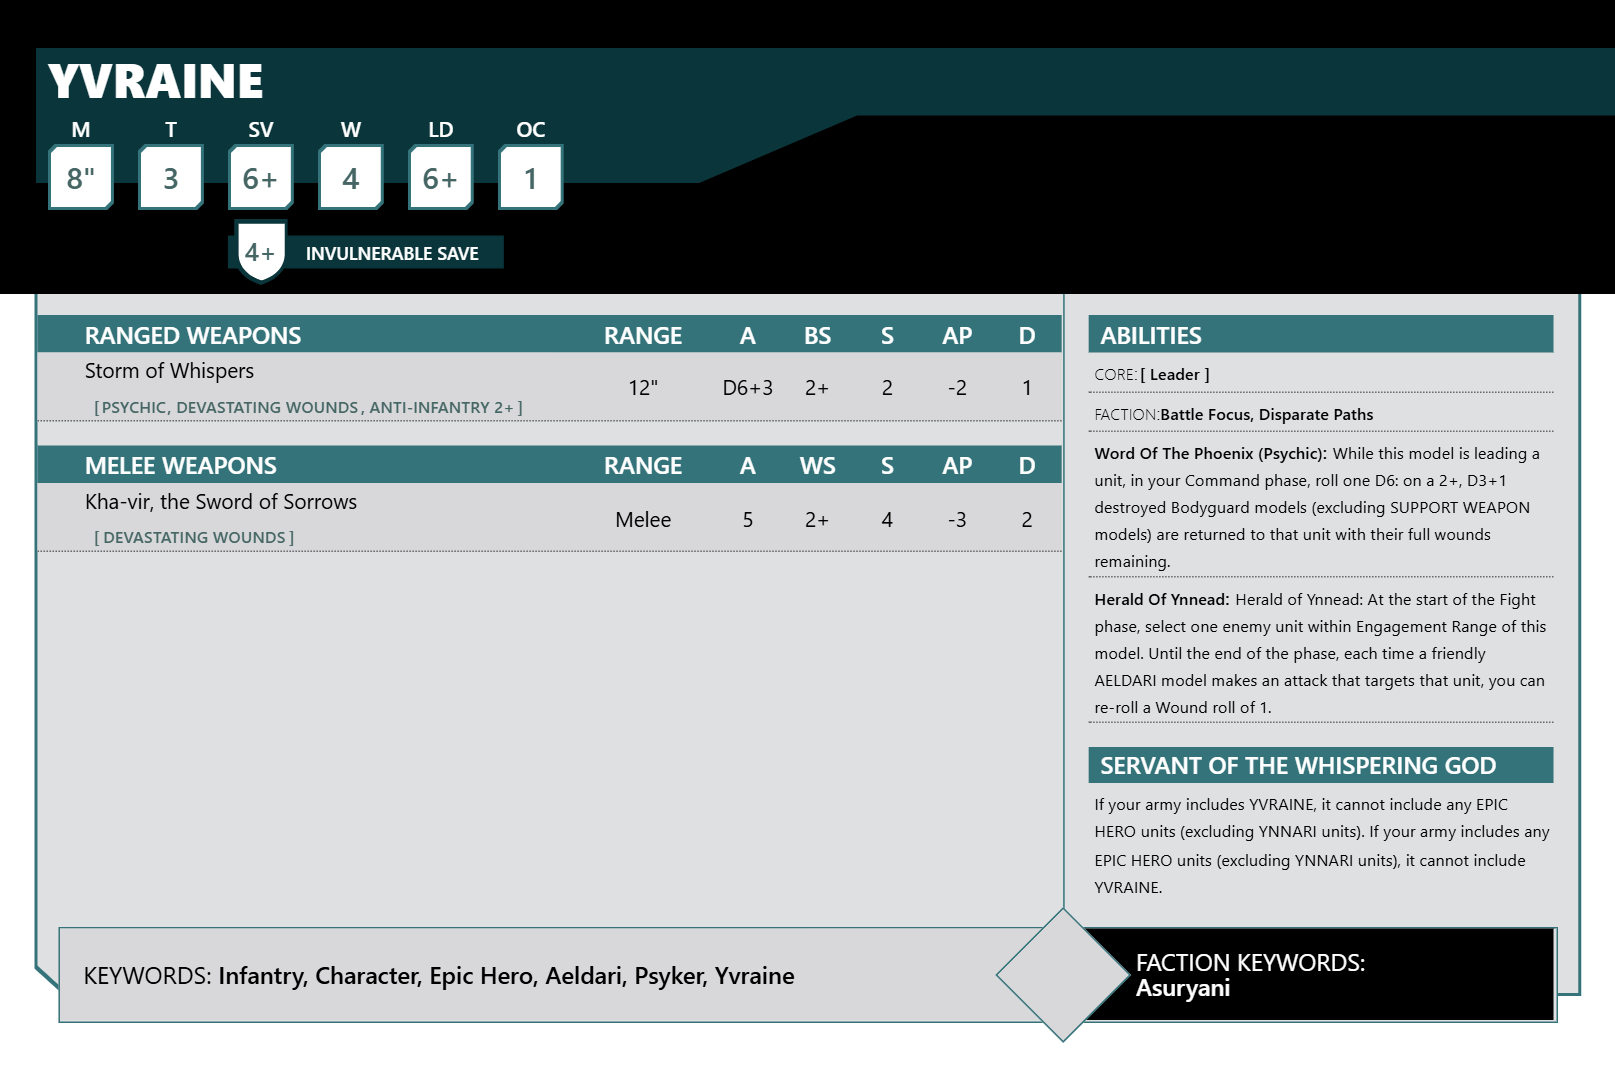 YVRAINE
M T SV W LD OC
8" 3 6+ 4 6+ 1
4+ INVULNERABLE SAVE
RANGED WEAPONS RANGE A BS S AP D
Storm of Whispers
12" D6+3 2+ 2 -2 1
[ PSYCHIC, DEVASTATING WOUNDS, ANTI-INFANTRY 2+ ]
MELEE WEAPONS RANGE A WS S AP D
Kha-vir, the Sword of Sorrows
Melee 5 2+ 4 -3 2
[ DEVASTATING WOUNDS ]
ABILITIES
CORE: [ Leader ]
FACTION:Battle Focus, Disparate Paths
Word Of The Phoenix (Psychic): While this model is leading a
unit, in your Command phase, roll one D6: on a 2+, D3+1
destroyed Bodyguard models (excluding SUPPORT WEAPON
models) are returned to that unit with their full wounds
remaining.
Herald Of Ynnead: Herald of Ynnead: At the start of the Fight
phase, select one enemy unit within Engagement Range of this
model. Until the end of the phase, each time a friendly
AELDARI model makes an attack that targets that unit, you can
re-roll a Wound roll of 1.
SERVANT OF THE WHISPERING GOD
If your army includes YVRAINE, it cannot include any EPIC
HERO units (excluding YNNARI units). If your army includes any
EPIC HERO units (excluding YNNARI units), it cannot include
YVRAINE.
KEYWORDS: Infantry, Character, Epic Hero, Aeldari, Psyker, Yvraine
FACTION KEYWORDS:
Asuryani